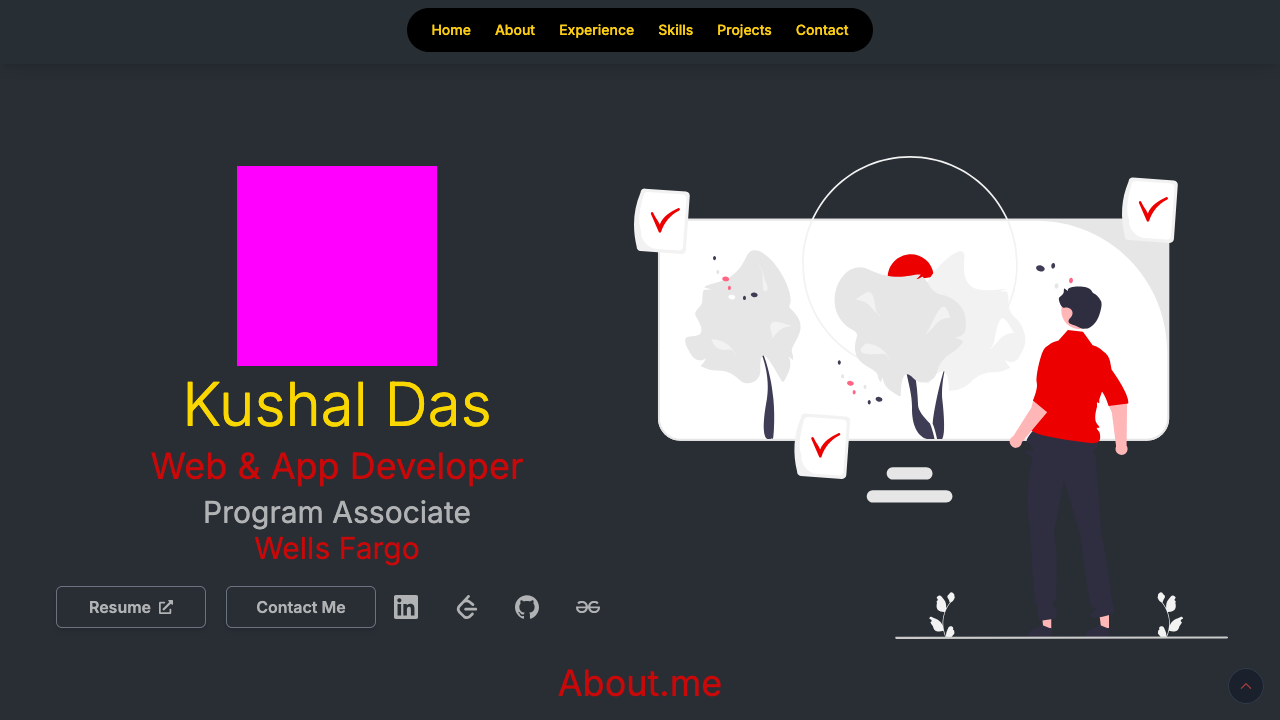 Home About Experience Skills Projects Contact
Kushal Das
Web & App Developer
Program Associate
Wells Fargo
Resume Contact Me
About.me